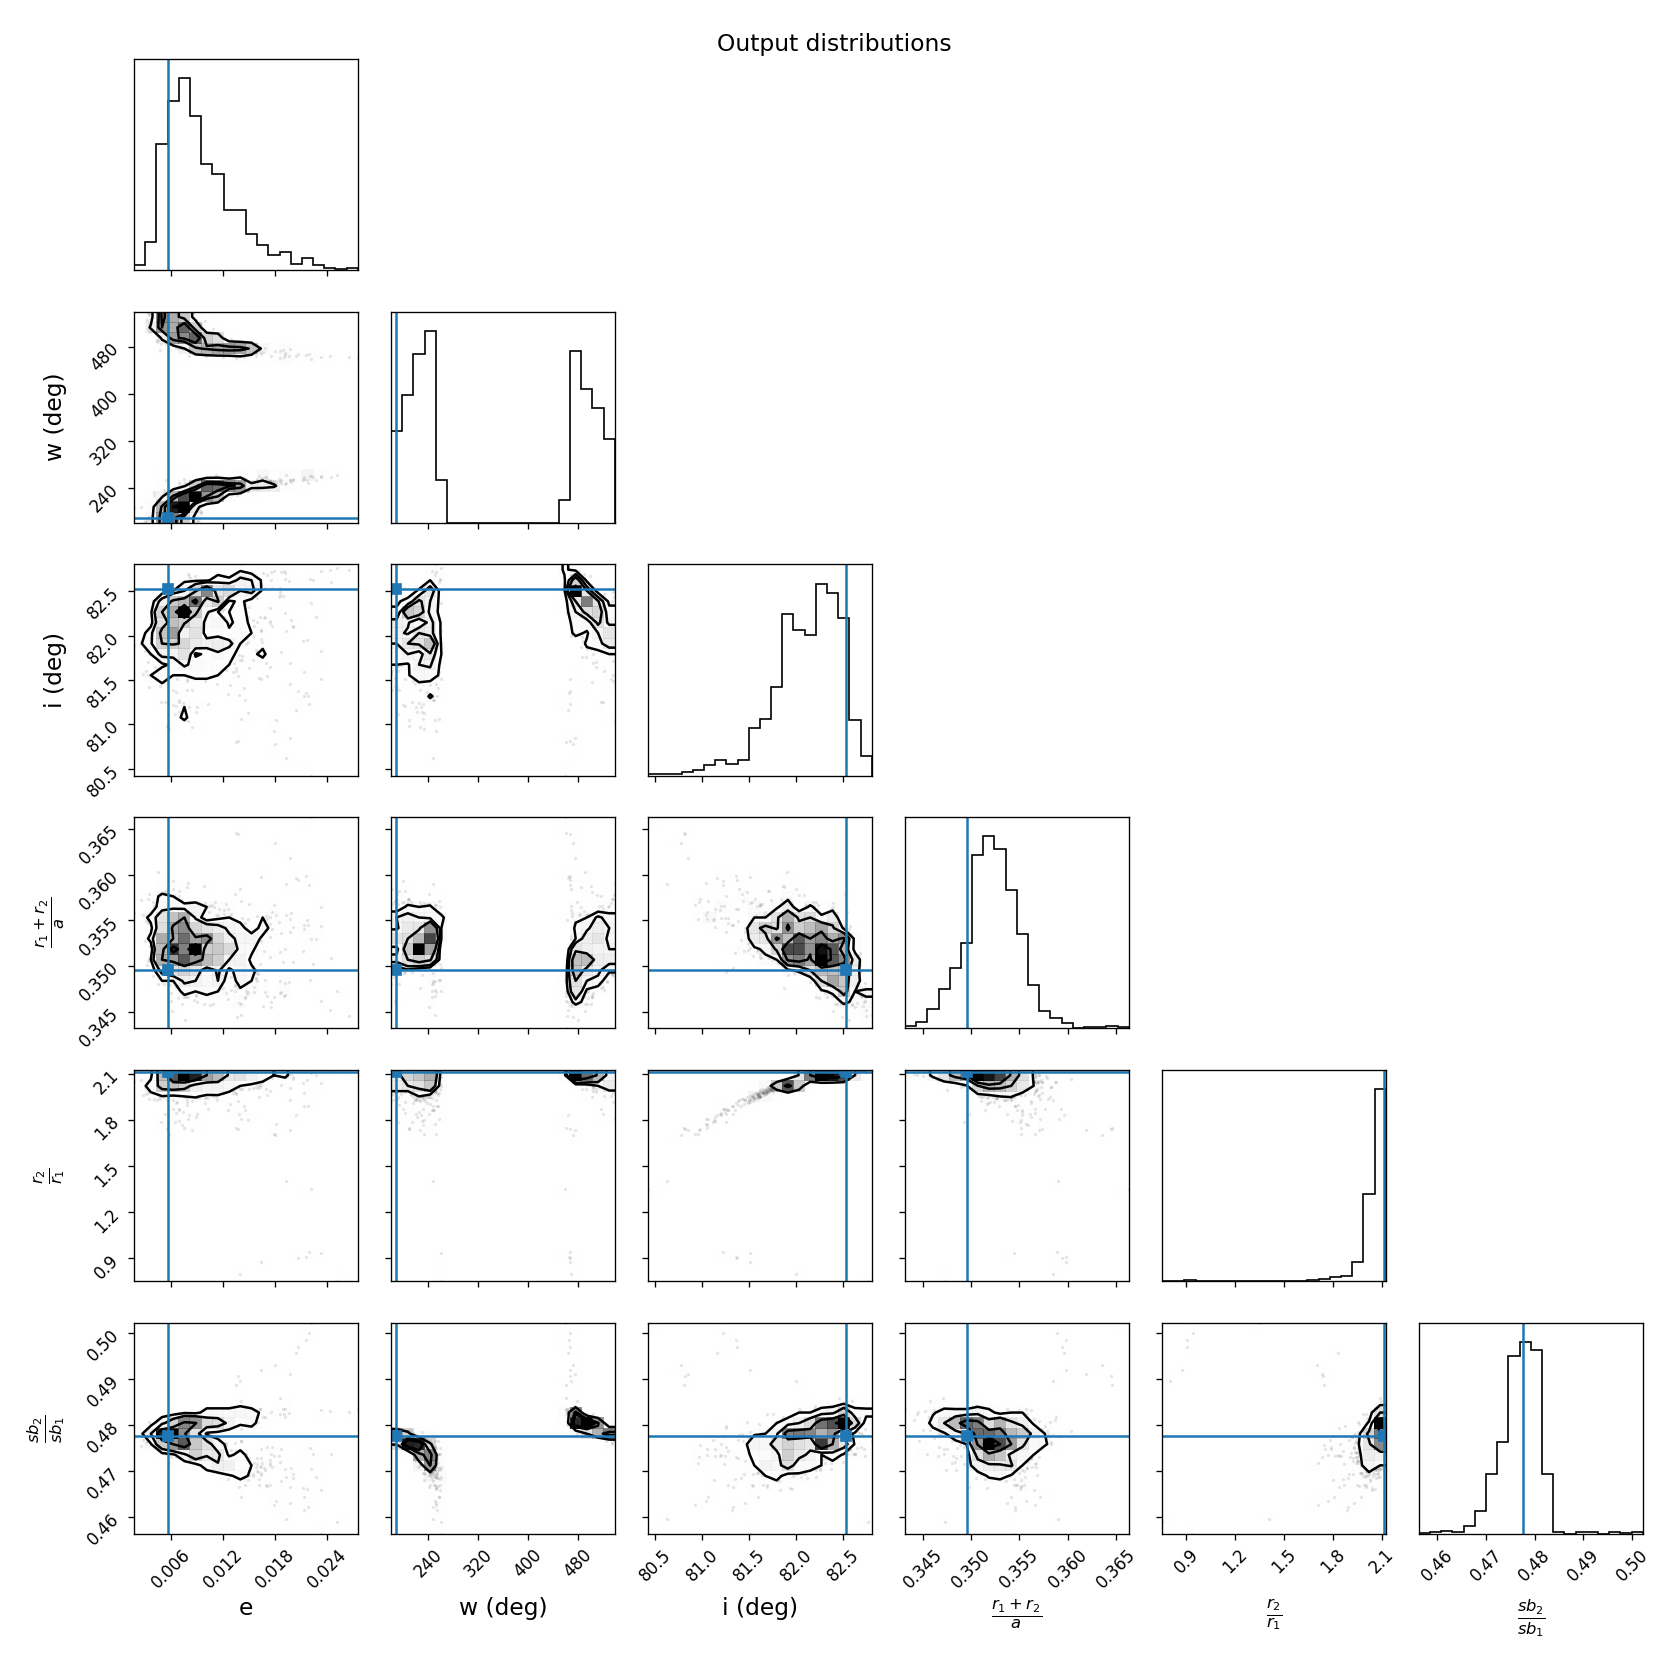 Output distributions
w (deg)
480
400
320
240
i (deg)
82.5
82.0
81.5
81.0
80.5
r₁ + r₂
a
0.365
0.360
0.355
0.350
0.345
r₂
r₁
2.1
1.8
1.5
1.2
0.9
sb₂
sb₁
0.50
0.49
0.48
0.47
0.46
0.006 0.012 0.018 0.024 240 320 400 480 80.5 81.0 81.5 82.0 82.5 0.345 0.350 0.355 0.360 0.365 0.9 1.2 1.5 1.8 2.1 0.46 0.47 0.48 0.49 0.50
e w (deg) i (deg) r₁ + r₂ r₂ sb₂
a r₁ sb₁